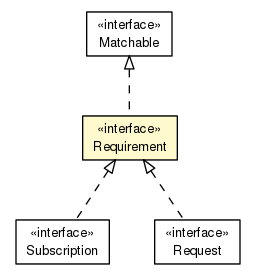 «interface»
Matchable
«interface»
Requirement
«interface»
Subscription
«interface»
Request